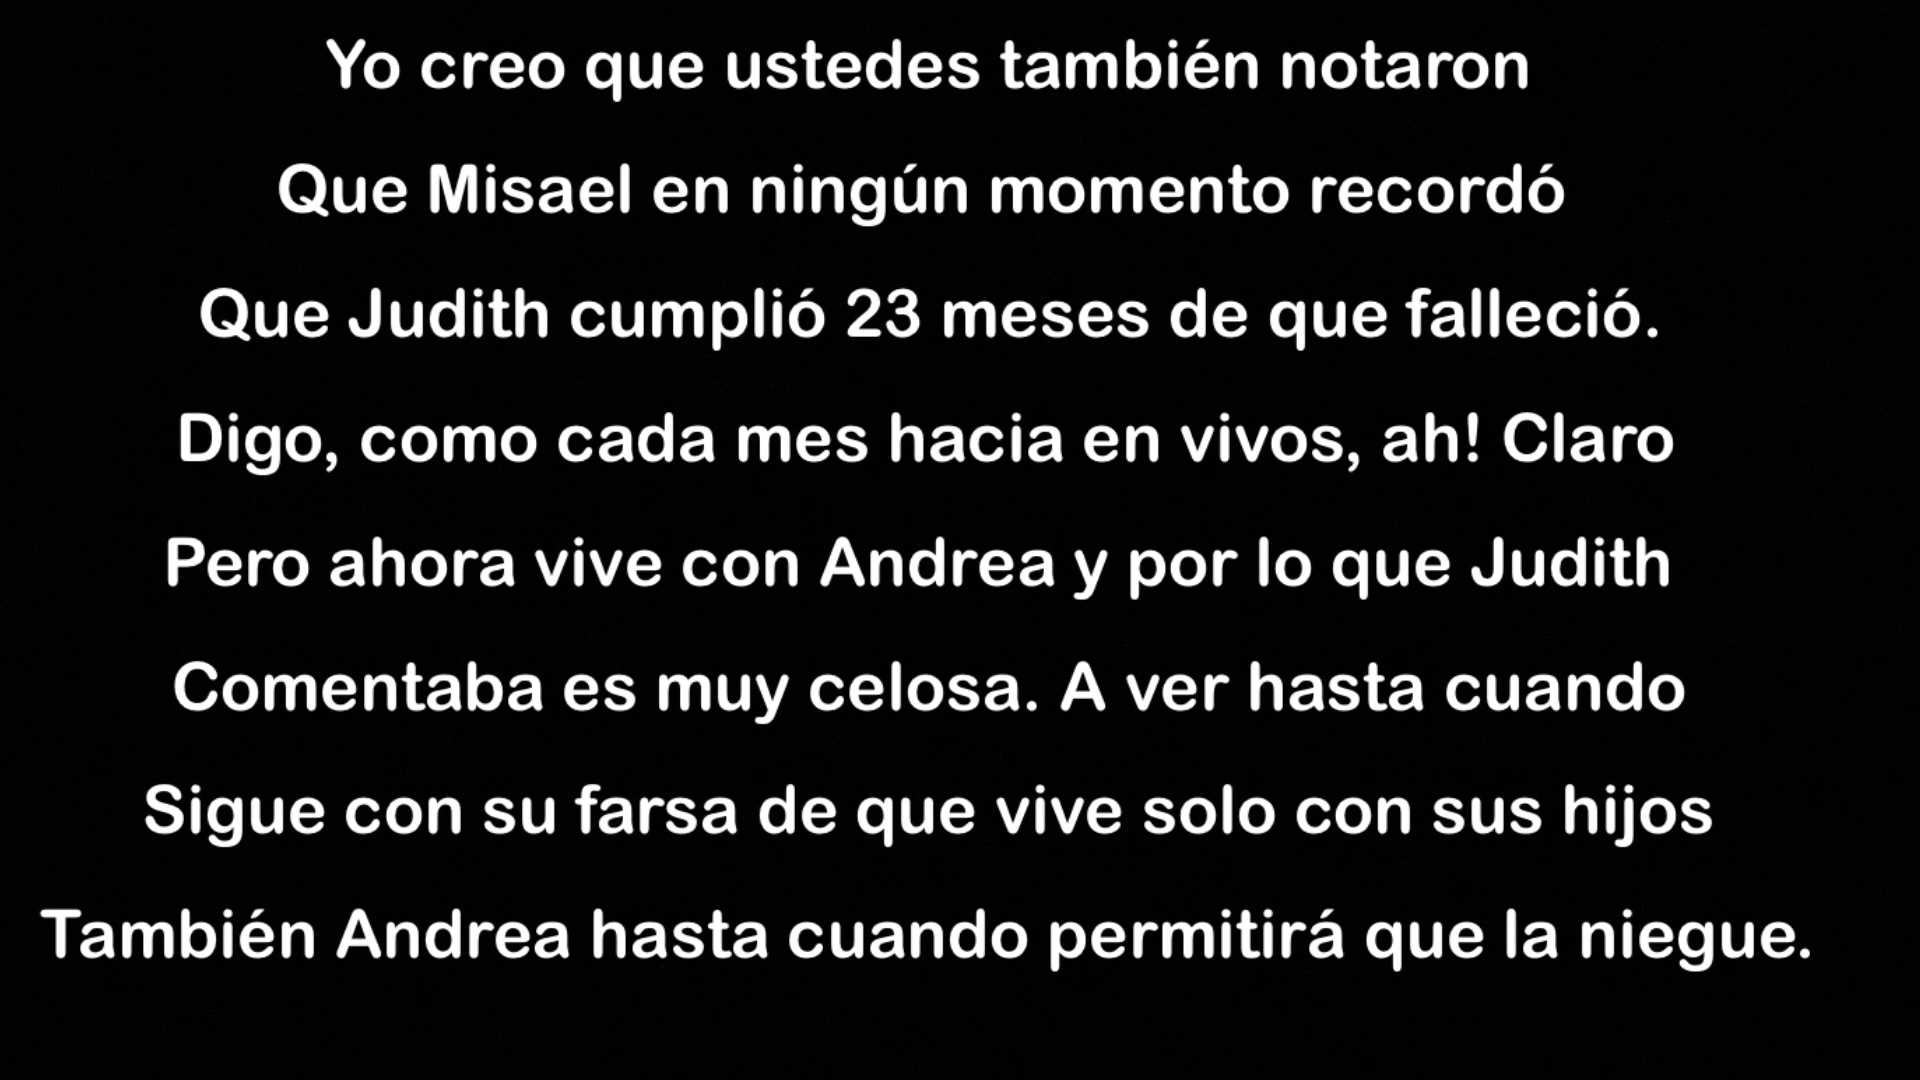 Yo creo que ustedes también notaron
Que Misael en ningún momento recordó
Que Judith cumplió 23 meses de que falleció.
Digo, como cada mes hacia en vivos, ah! Claro
Pero ahora vive con Andrea y por lo que Judith
Comentaba es muy celosa. A ver hasta cuando
Sigue con su farsa de que vive solo con sus hijos
También Andrea hasta cuando permitirá que la niegue.